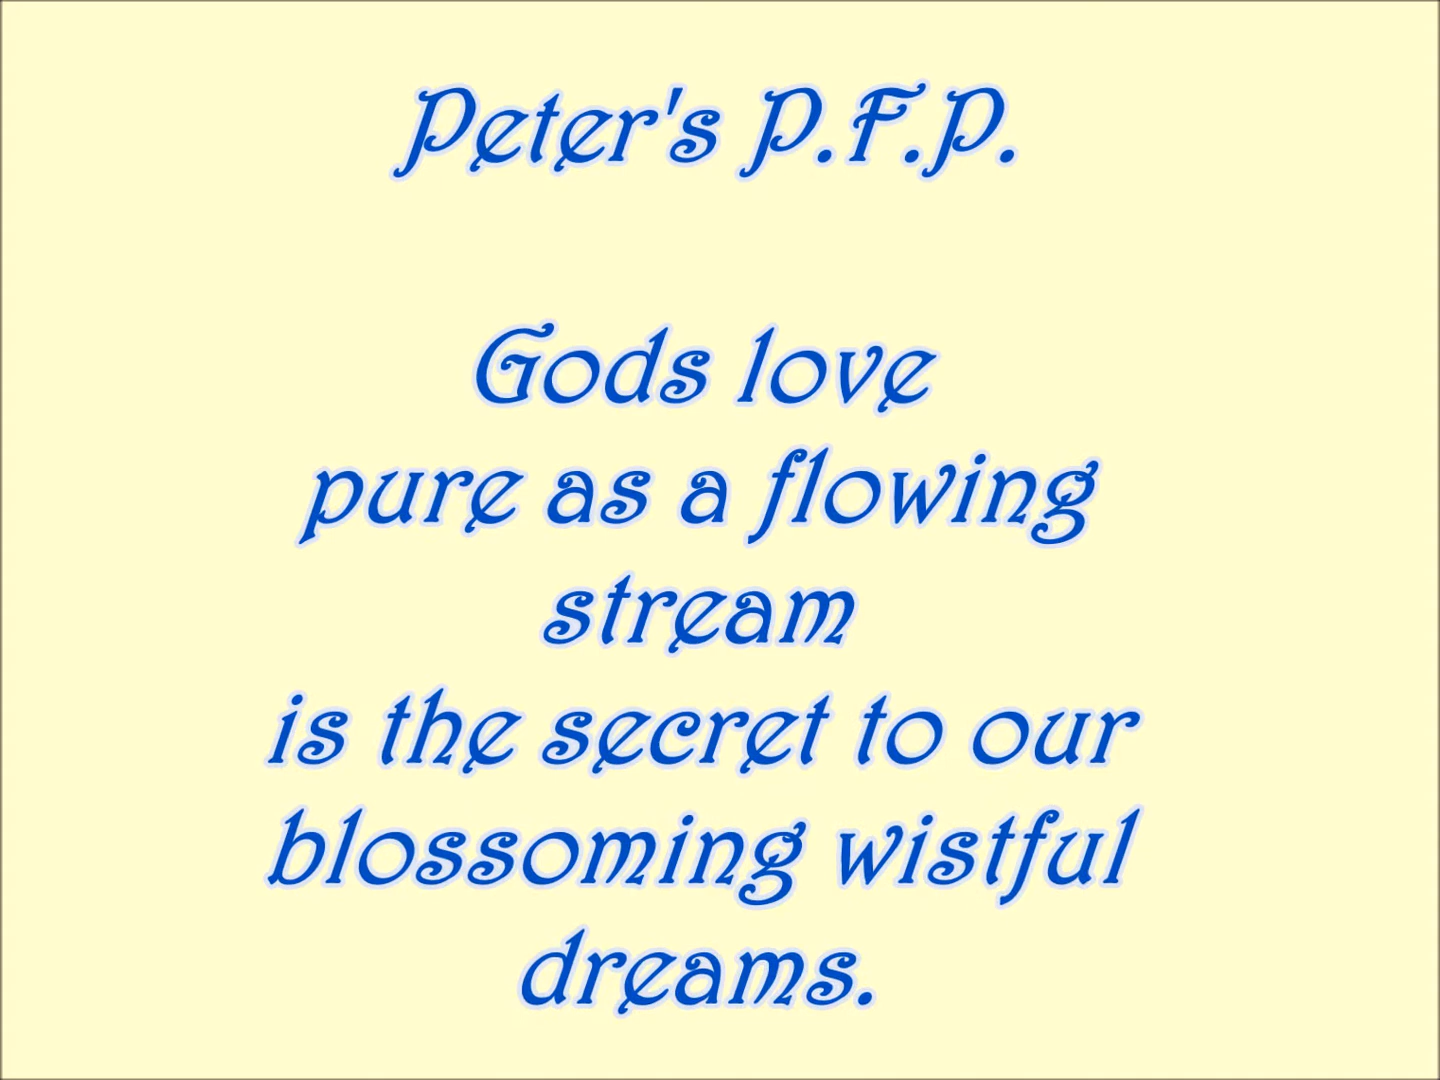 Peter's P.F.P.
Gods love
pure as a flowing
stream
is the secret to our
blossoming wistful
dreams.